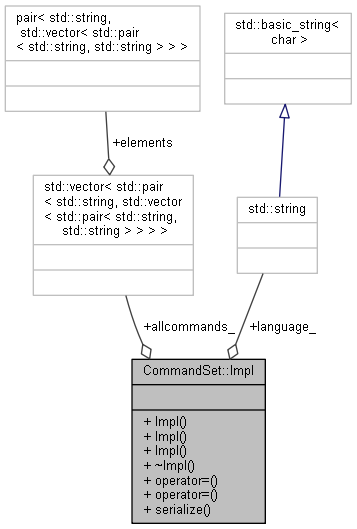 pair< std::string,
std::vector< std::pair
< std::string, std::string > > >
std::basic_string<
char >
+elements
std::vector< std::pair
< std::string, std::vector
< std::pair< std::string,
std::string > > > >
std::string
+allcommands_
+language_
CommandSet::Impl
+ Impl()
+ Impl()
+ Impl()
+ ~Impl()
+ operator=()
+ operator=()
+ serialize()